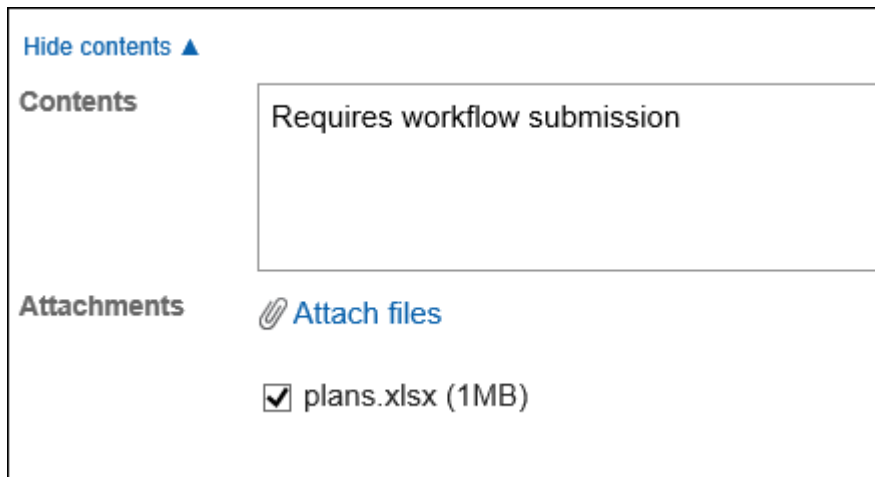 Hide contents ▲
Contents
Requires workflow submission
Attachments
Attach files
plans.xlsx (1MB)